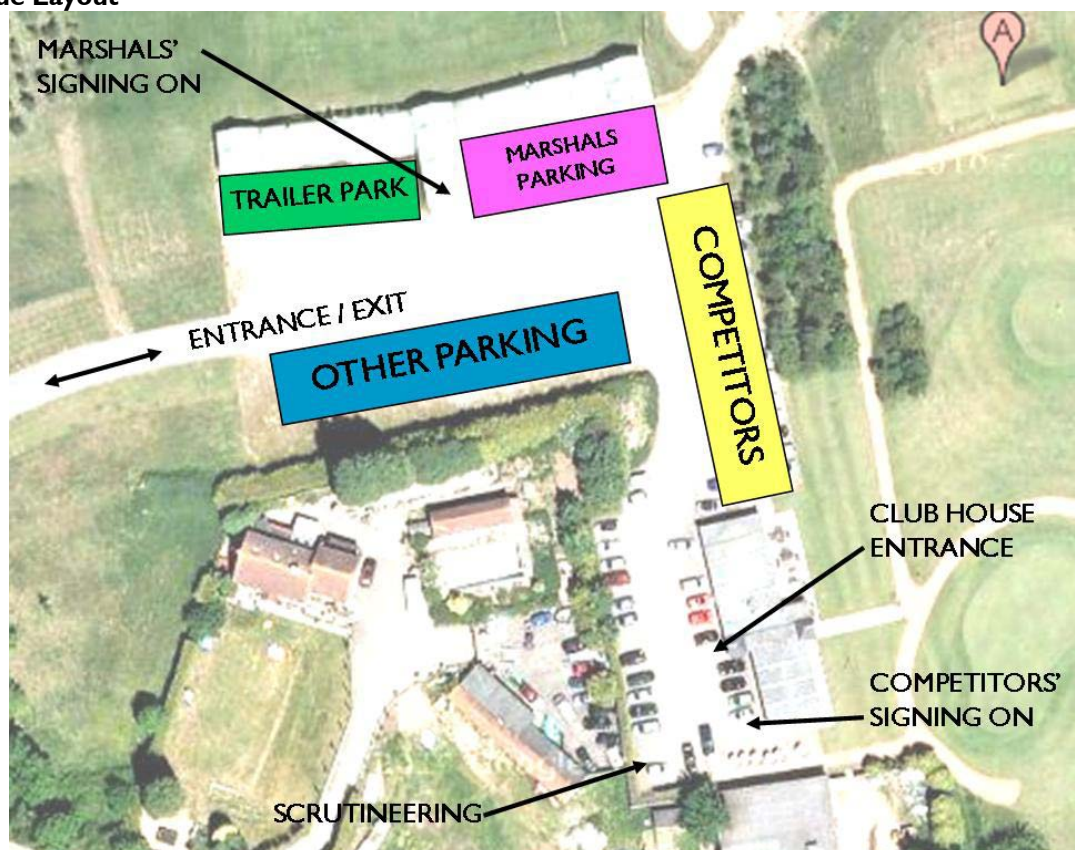 MARSHALS'
SIGNING ON
A
MARSHALS
PARKING
TRAILER PARK
COMPETITORS
ENTRANCE / EXIT
OTHER PARKING
CLUB HOUSE
ENTRANCE
COMPETITORS'
SIGNING ON
SCRUTINEERING